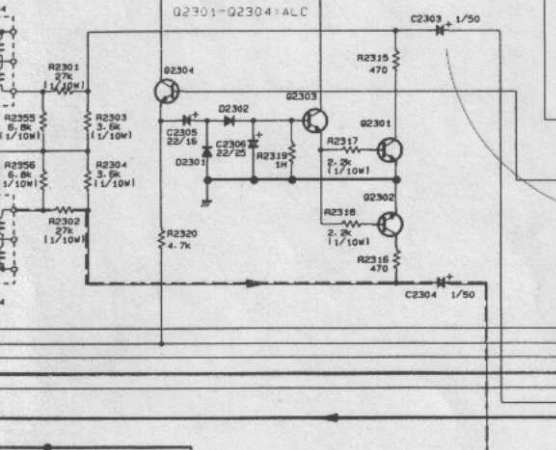 Q2301-Q2304:ALC
C2303 1/50
+
R2315
470
R2301
27K
(1/10W)
Q2304
D2302
Q2303
R2355
6.8k
(1/10W)
R2303
3.6k
(1/10W)
C2305
22/16
+
C2306
22/25
+
R2317
2.2k
(1/10W)
Q2301
D2301
R2319
1M
R2356
6.8k
1/10W)
R2304
3.6k
(1/10W)
Q2302
R2302
27K
(1/10W)
R2318
2.2k
(1/10W)
R2320
4.7k
R2316
470
C2304 1/50
+
4
4